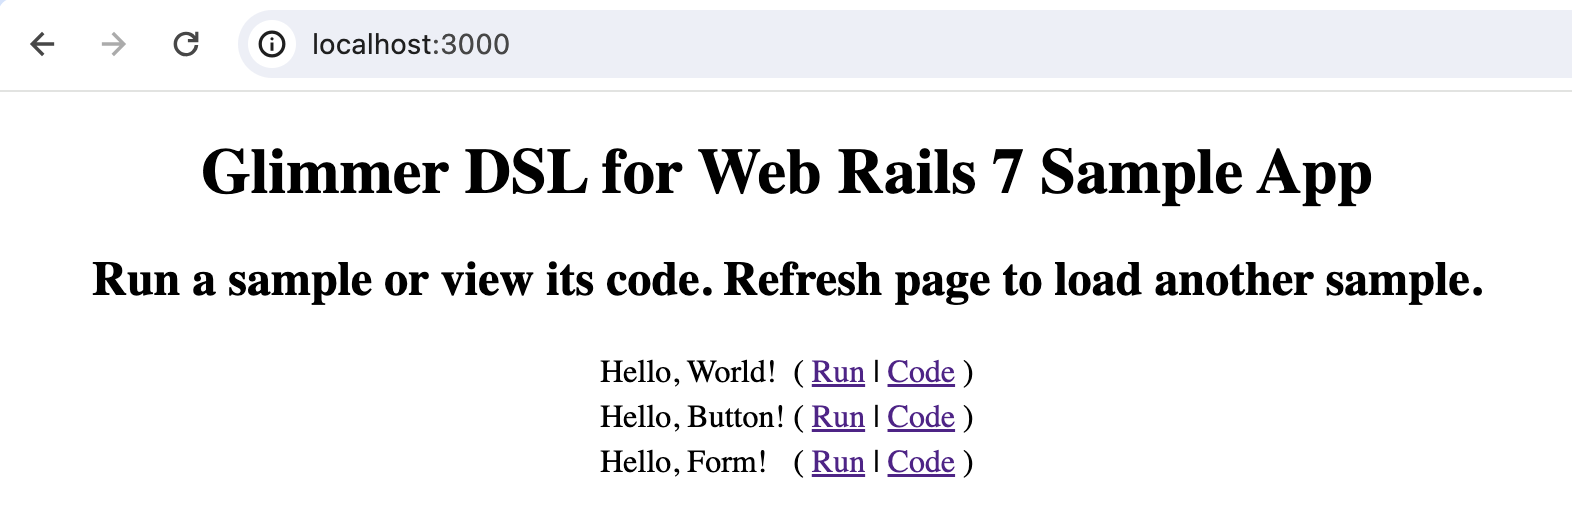 localhost:3000
Glimmer DSL for Web Rails 7 Sample App
Run a sample or view its code. Refresh page to load another sample.
Hello, World! ( Run | Code )
Hello, Button! ( Run | Code )
Hello, Form! ( Run | Code )